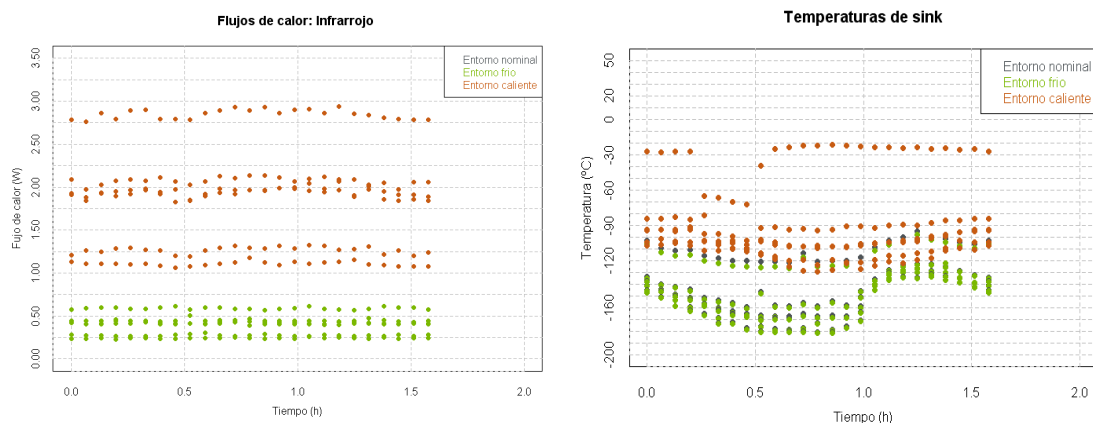 Flujos de calor: Infrarrojo
Flujo de calor (W)
3.50
3.00
2.50
2.00
1.50
1.00
0.50
0.00
Entorno nominal
Entorno frio
Entorno caliente
0.0 0.5 1.0 1.5 2.0
Tiempo (h)
Temperaturas de sink
Temperatura (ºC)
50
20
0
-30
-60
-90
-120
-160
-200
Entorno nominal
Entorno frio
Entorno caliente
0.0 0.5 1.0 1.5 2.0
Tiempo (h)